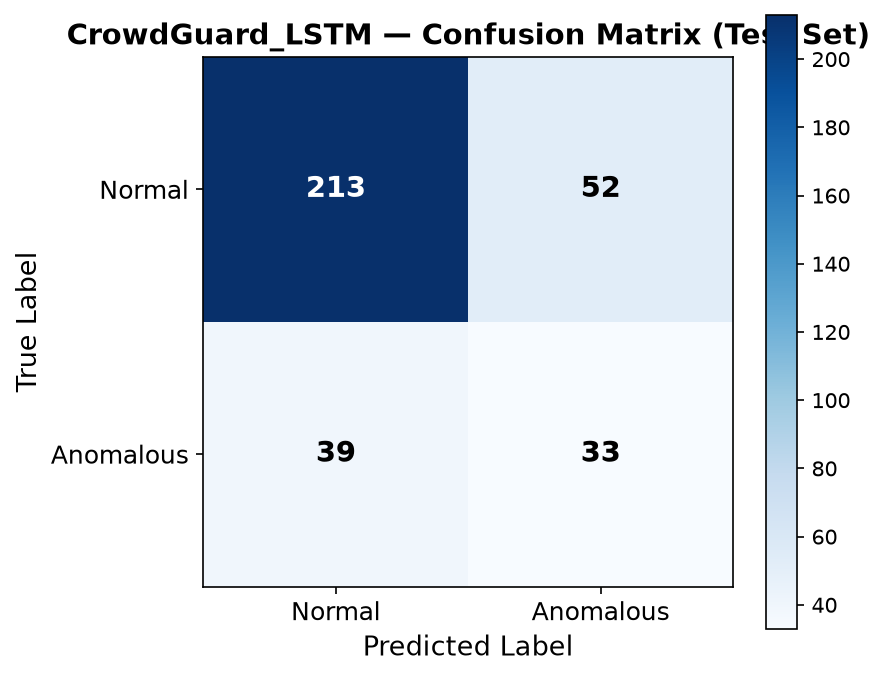 CrowdGuard_LSTM — Confusion Matrix (Tes Set)
200
180
160
140
120
100
80
60
40
True Label
Normal
Anomalous
213
52
39
33
Normal
Anomalous
Predicted Label